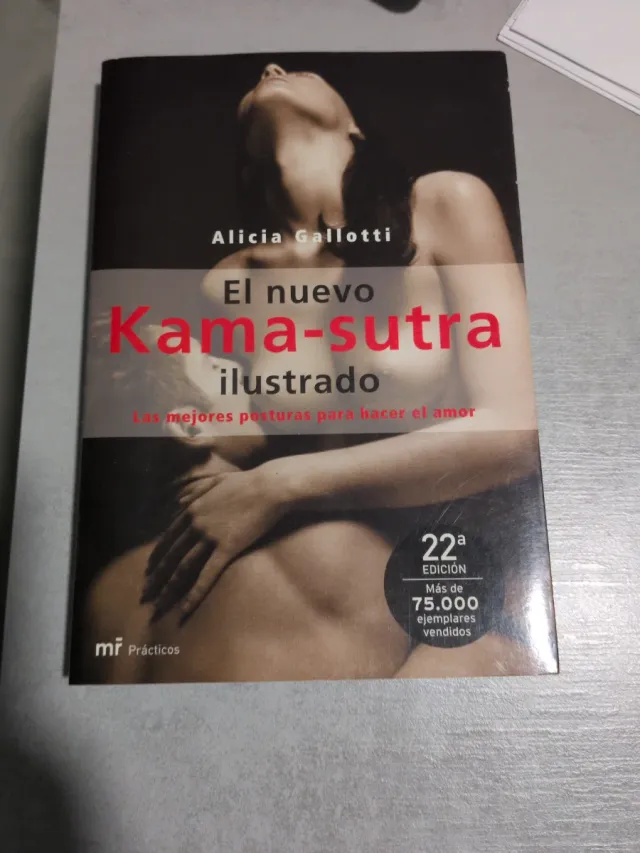 Alicia Gallotti
El nuevo
Kama-sutra
ilustrado
Las mejores posturas para hacer el amor
22ª
EDICIÓN
Más de
75.000
ejemplares
vendidos
mr Prácticos